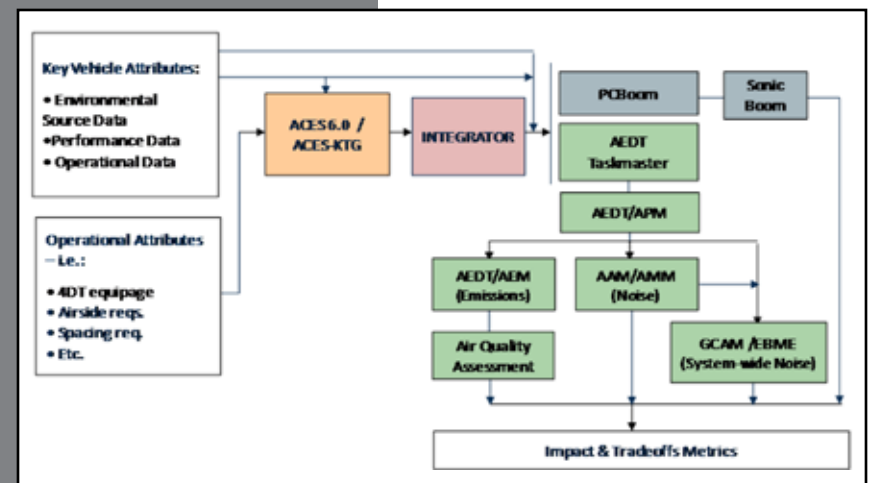 Key Vehicle Attributes:
• Environmental
Source Data
•Performance Data
• Operational Data
Operational Attributes
– i.e.:
• 4DT equipage
• Airside reqs.
• Spacing req.
• Etc.
ACES6.0 /
ACES-KTG
INTEGRATOR
PCBoom
Sonic
Boom
AEDT
Taskmaster
AEDT/APM
AEDT/AEM
(Emissions)
AAM/AMM
(Noise)
Air Quality
Assessment
GCAM /EBME
(System-wide Noise)
Impact & Tradeoffs Metrics